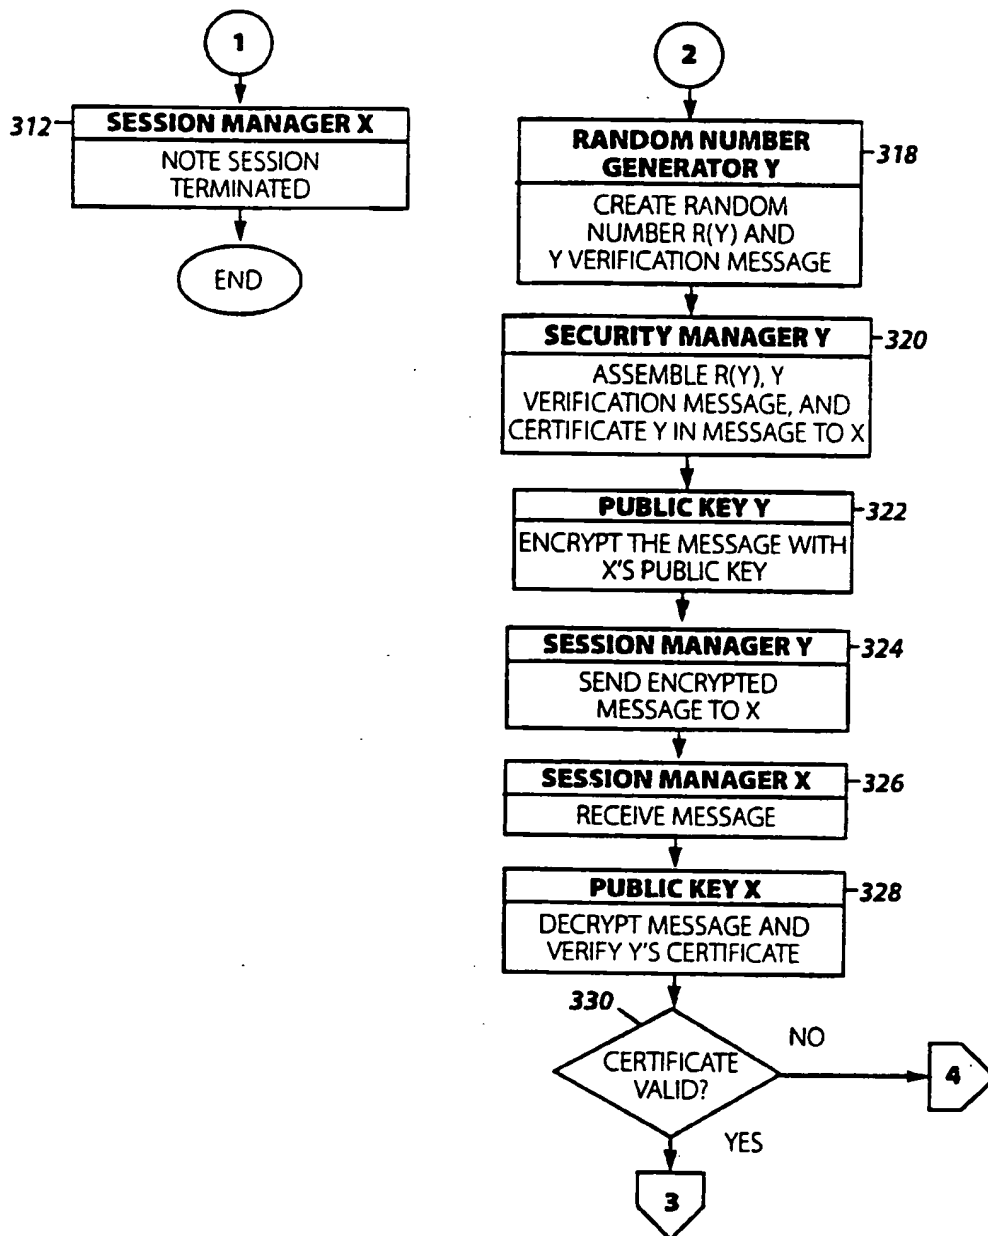 1
312
SESSION MANAGER X
NOTE SESSION
TERMINATED
END
2
RANDOM NUMBER
GENERATOR Y
318
CREATE RANDOM
NUMBER R(Y) AND
Y VERIFICATION MESSAGE
SECURITY MANAGER Y
320
ASSEMBLE R(Y), Y
VERIFICATION MESSAGE, AND
CERTIFICATE Y IN MESSAGE TO X
PUBLIC KEY Y
322
ENCRYPT THE MESSAGE WITH
X'S PUBLIC KEY
SESSION MANAGER Y
324
SEND ENCRYPTED
MESSAGE TO X
SESSION MANAGER X
326
RECEIVE MESSAGE
PUBLIC KEY X
328
DECRYPT MESSAGE AND
VERIFY Y'S CERTIFICATE
330
CERTIFICATE
VALID?
NO
4
YES
3